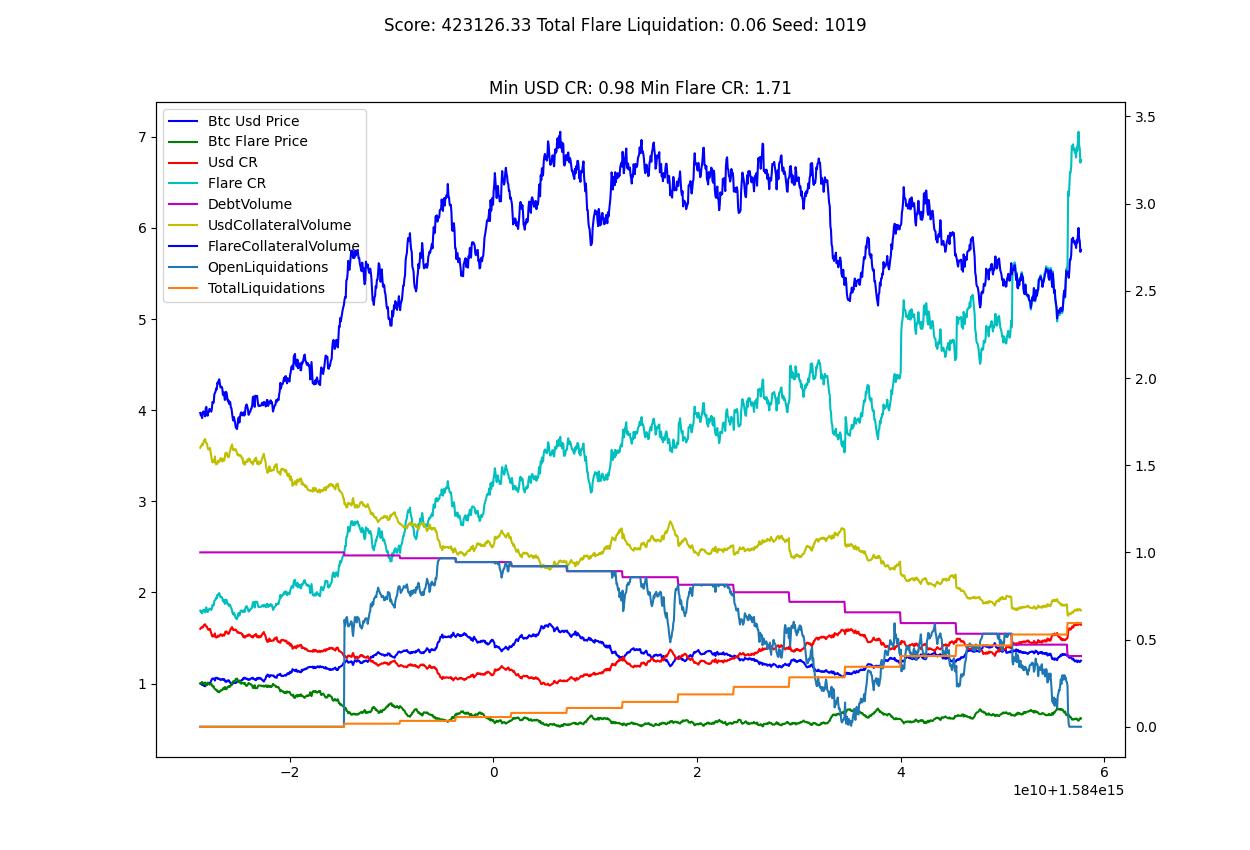 Score: 423126.33 Total Flare Liquidation: 0.06 Seed: 1019
Min USD CR: 0.98 Min Flare CR: 1.71
Btc Usd Price
Btc Flare Price
Usd CR
Flare CR
DebtVolume
UsdCollateralVolume
FlareCollateralVolume
OpenLiquidations
TotalLiquidations
7
6
5
4
3
2
1
3.5
3.0
2.5
2.0
1.5
1.0
0.5
0.0
−2 0 2 4 6
1e10+1.584e15